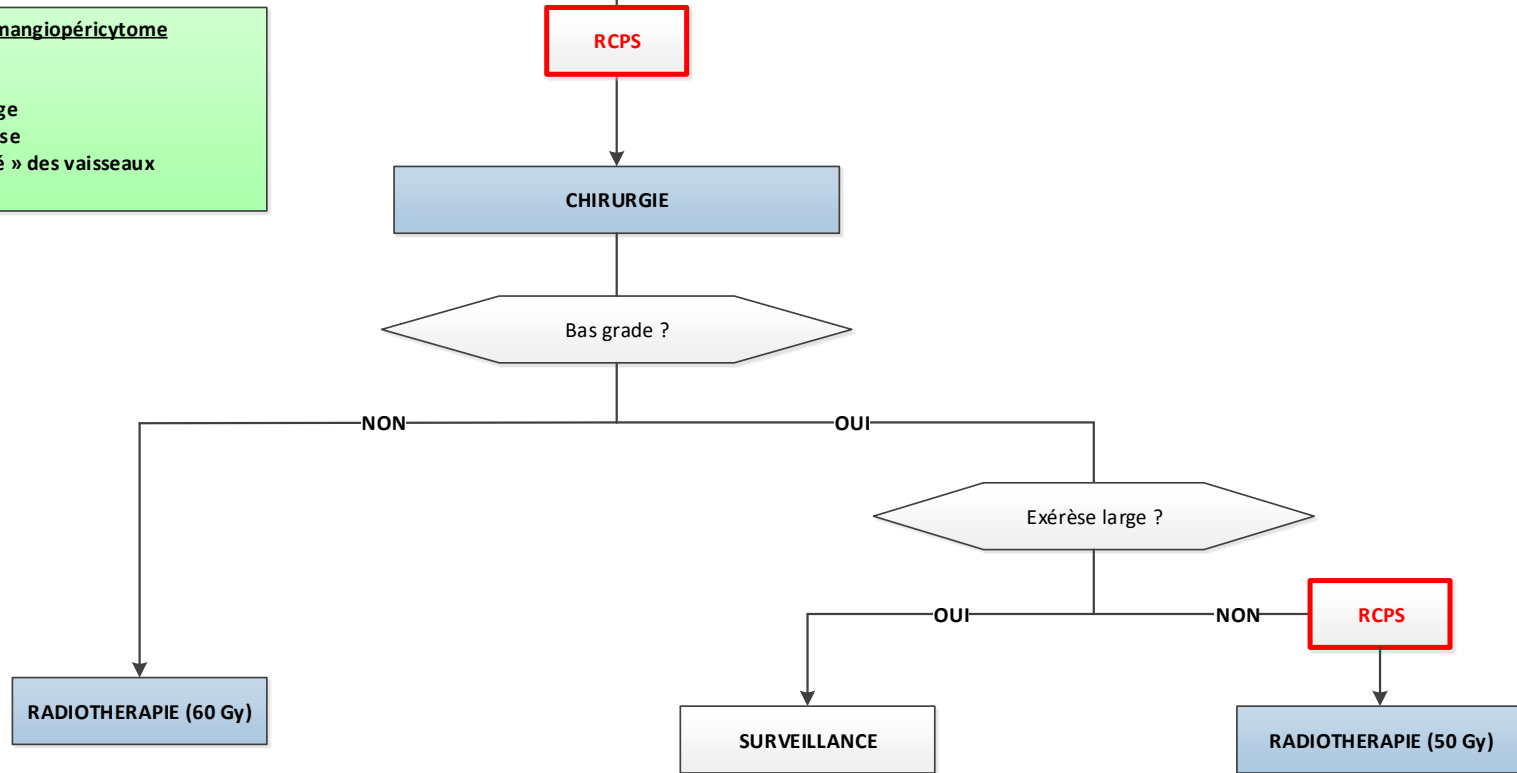 mangiopéricytome
RCPS
ge
se
é » des vaisseaux
CHIRURGIE
Bas grade ?
NON
OUI
Exérèse large ?
OUI
NON
RCPS
RADIOTHERAPIE (60 Gy)
SURVEILLANCE
RADIOTHERAPIE (50 Gy)